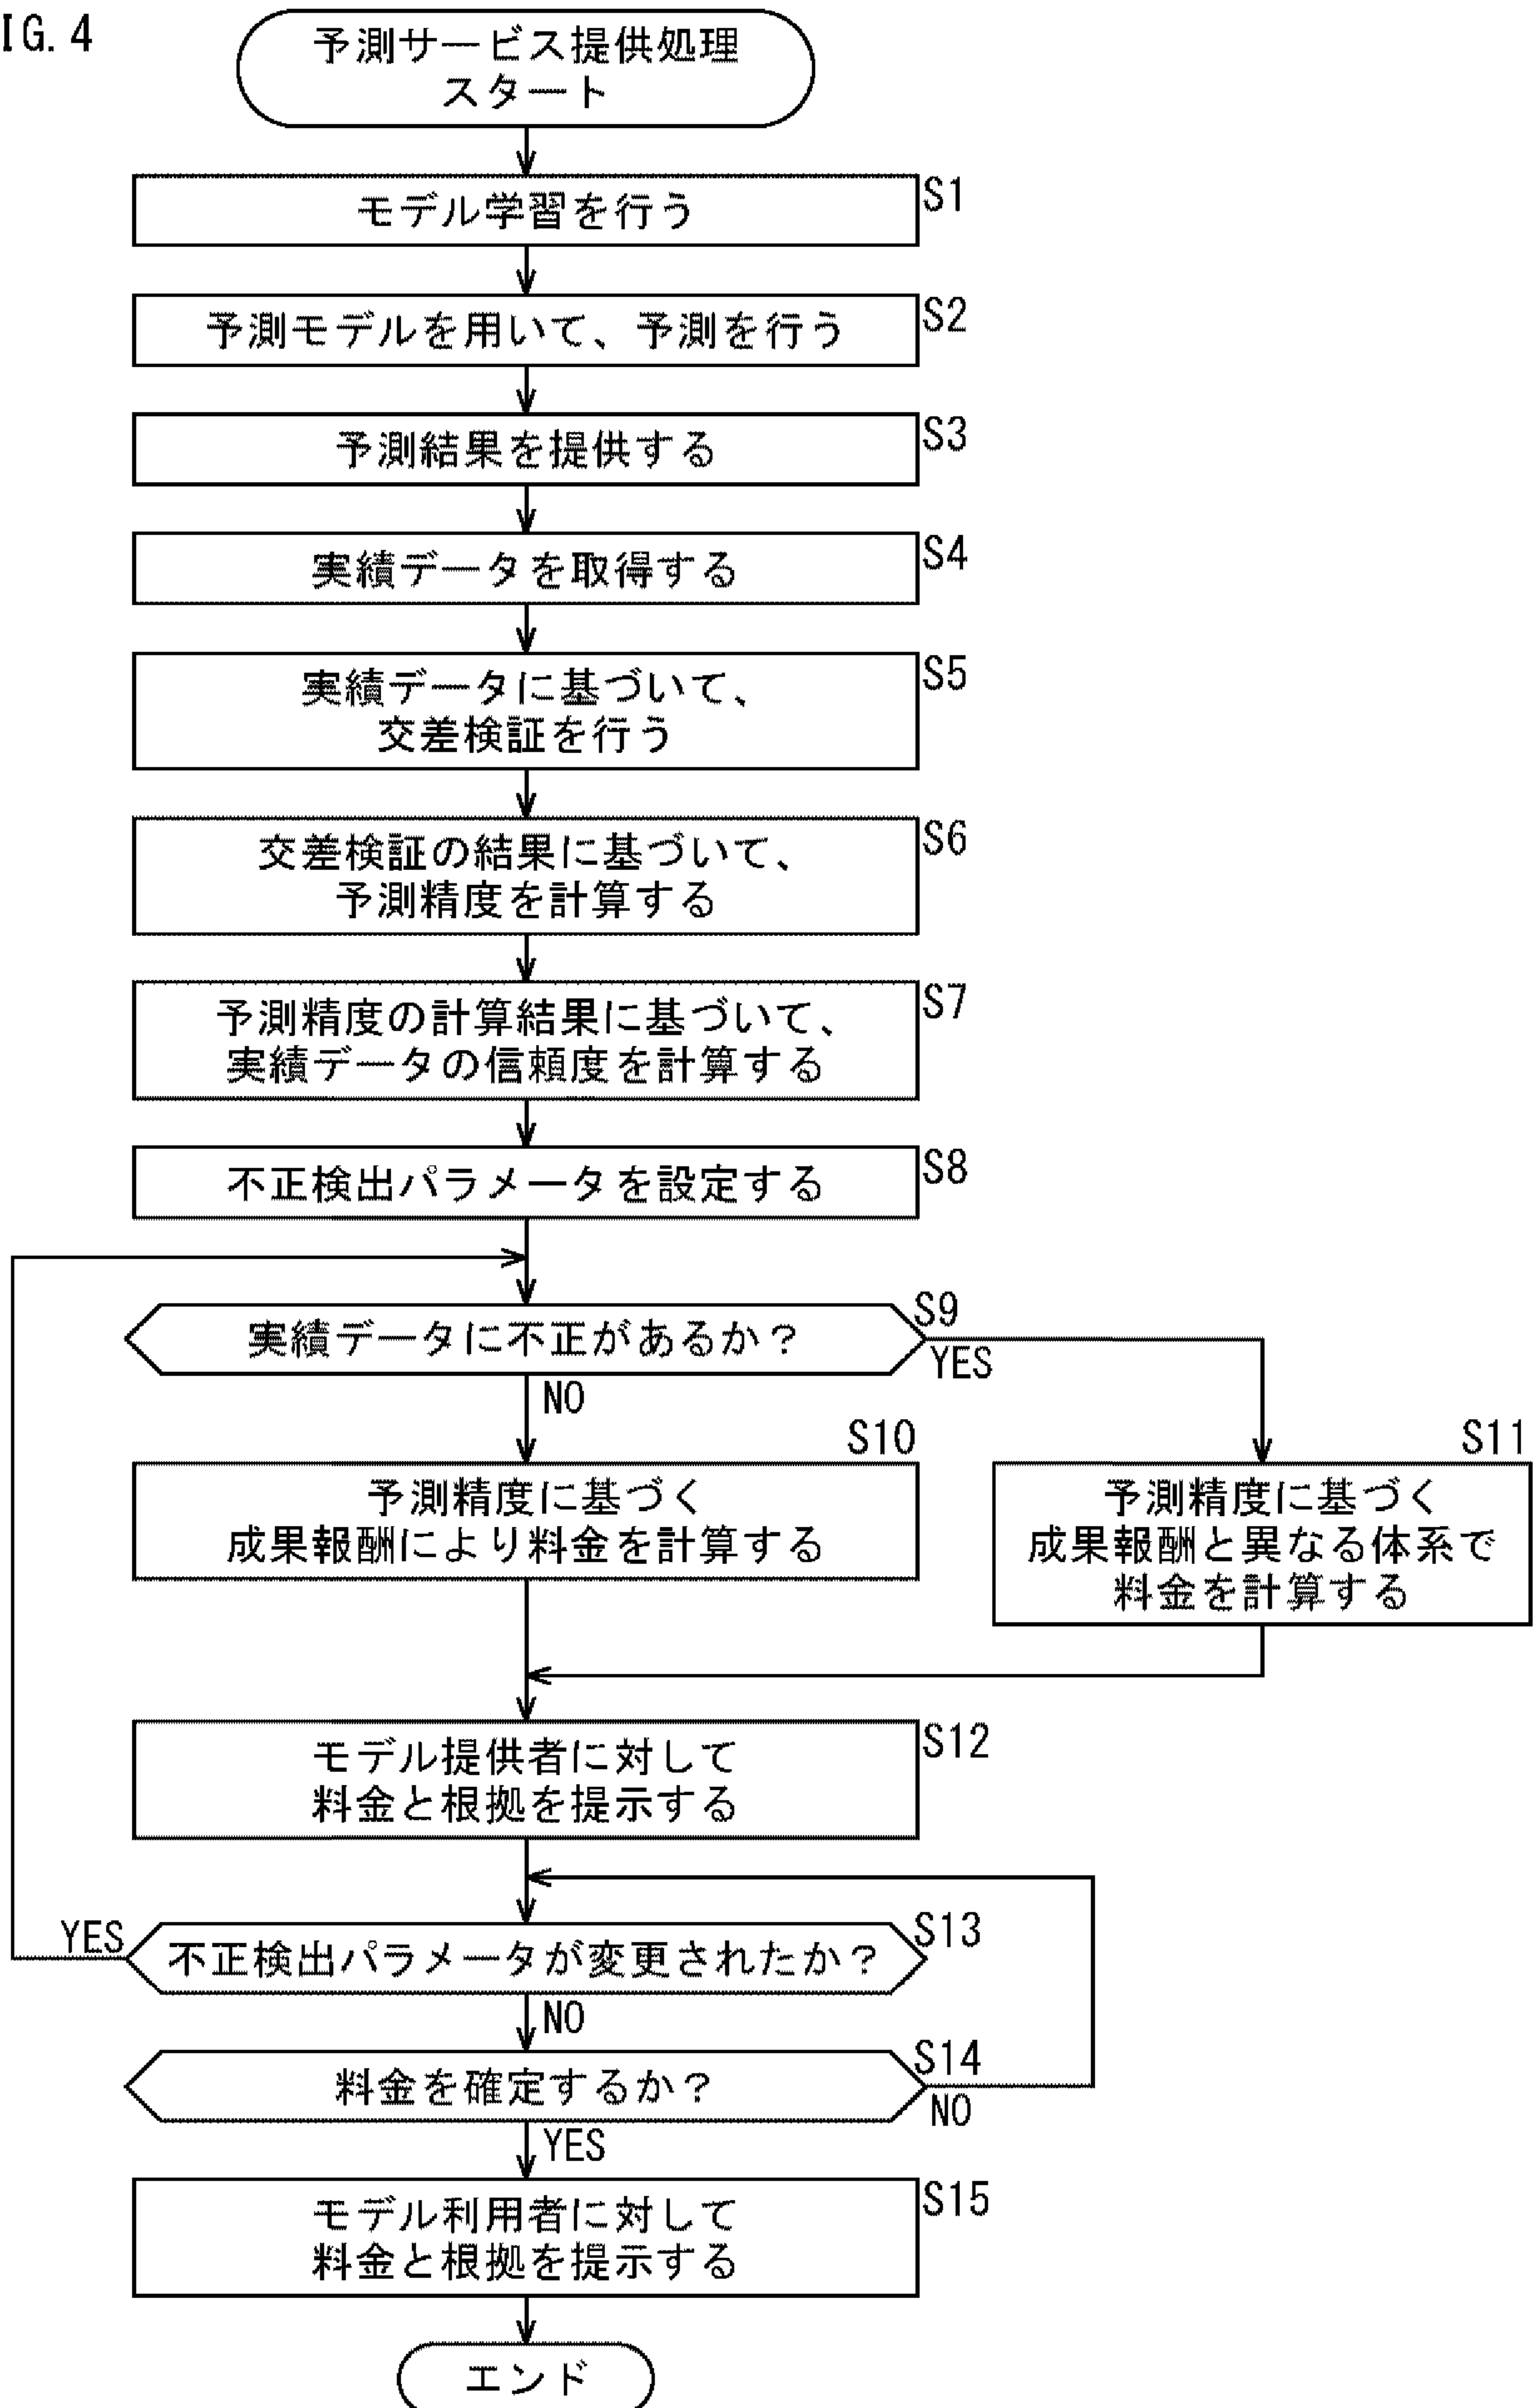 IG. 4
予測サービス提供処理
スタート
モデル学習を行う
S1
予測モデルを用いて、予測を行う
S2
予測結果を提供する
S3
実績データを取得する
S4
実績データに基づいて、
交差検証を行う
S5
交差検証の結果に基づいて、
予測精度を計算する
S6
予測精度の計算結果に基づいて、
実績データの信頼度を計算する
S7
不正検出パラメータを設定する
S8
実績データに不正があるか?
S9
YES
NO
S10
予測精度に基づく
成果報酬により料金を計算する
S11
予測精度に基づく
成果報酬と異なる体系で
料金を計算する
モデル提供者に対して
料金と根拠を提示する
S12
YES
不正検出パラメータが変更されたか?
S13
NO
料金を確定するか?
S14
NO
YES
モデル利用者に対して
料金と根拠を提示する
S15
エンド